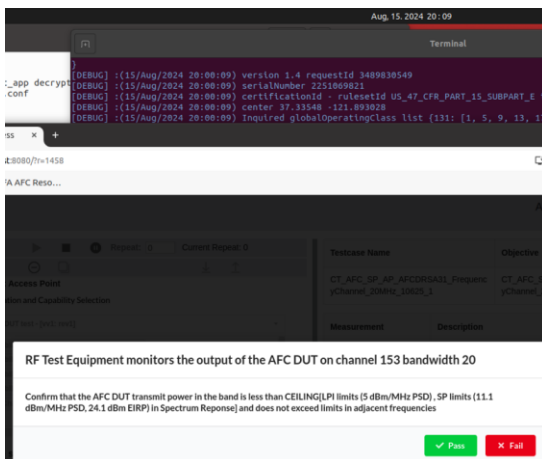 Aug, 15. 2024 20 : 09
Terminal
}
[DEBUG] :(15/Aug/2024 20:00:09) version 1.4 requestId 3489830549
:_app decrypt
[DEBUG] :(15/Aug/2024 20:00:09) serialNumber 2251069821
.conf
[DEBUG] :(15/Aug/2024 20:00:09) certificationId - rulesetId US_47_CFR_PART_15_SUBPART_E
[DEBUG] :(15/Aug/2024 20:00:09) center 37.33548 -121.893028
[DEBUG] :(15/Aug/2024 20:00:09) Inquired globalOperatingClass list {131: [1, 5, 9, 13, 1
ess × +
st:8080/?r=1458
FA AFC Reso...
Repeat: 0 Current Repeat: 0
Testcase Name Objective
Access Point
CT_AFC_SP_AP_AFCDRSA31_Frequenc
yChannel_20MHz_10625_1
CT_AFC_S
yChannel_
ion and Capability Selection
Measurement Description
RF Test Equipment monitors the output of the AFC DUT on channel 153 bandwidth 20
Confirm that the AFC DUT transmit power in the band is less than CEILING[LPI limits (5 dBm/MHz PSD) , SP limits (11.1
dBm/MHz PSD, 24.1 dBm EIRP) in Spectrum Reponse] and does not exceed limits in adjacent frequencies
✓ Pass × Fail